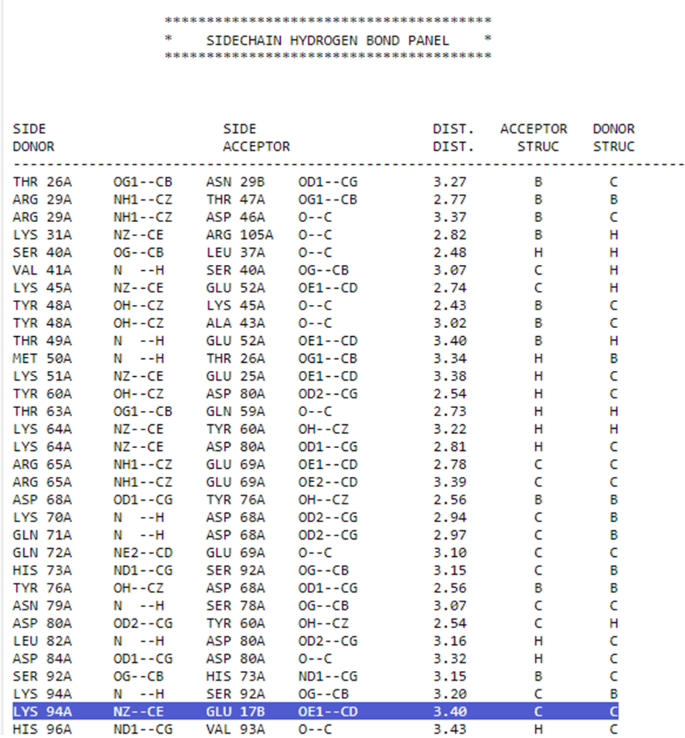 ***************************************
* SIDECHAIN HYDROGEN BOND PANEL *
***************************************
SIDE SIDE DIST. ACCEPTOR DONOR
DONOR ACCEPTOR DIST. STRUC STRUC
--------------------------------------------------------------------------------
THR 26A OG1--CB ASN 29B OD1--CG 3.27 B C
ARG 29A NH1--CZ THR 47A OG1--CB 2.77 B B
ARG 29A NH1--CZ ASP 46A O--C 3.37 B C
LYS 31A NZ--CE ARG 105A O--C 2.82 B H
SER 40A OG--CB LEU 37A O--C 2.48 H H
VAL 41A N --H SER 40A OG--CB 3.07 C H
LYS 45A NZ--CE GLU 52A OE1--CD 2.74 C H
TYR 48A OH--CZ LYS 45A O--C 2.43 B C
TYR 48A OH--CZ ALA 43A O--C 3.02 B C
THR 49A N --H GLU 52A OE1--CD 3.40 B H
MET 50A N --H THR 26A OG1--CB 3.34 H B
LYS 51A NZ--CE GLU 25A OE1--CD 3.38 H C
TYR 60A OH--CZ ASP 80A OD2--CG 2.54 H C
THR 63A OG1--CB GLN 59A O--C 2.73 H H
LYS 64A NZ--CE TYR 60A OH--CZ 3.22 H H
LYS 64A NZ--CE ASP 80A OD1--CG 2.81 H C
ARG 65A NH1--CZ GLU 69A OE1--CD 2.78 C C
ARG 65A NH1--CZ GLU 69A OE2--CD 3.39 C C
ASP 68A OD1--CG TYR 76A OH--CZ 2.56 B B
LYS 70A N --H ASP 68A OD2--CG 2.94 C B
GLN 71A N --H ASP 68A OD2--CG 2.97 C B
GLN 72A NE2--CD GLU 69A O--C 3.10 C C
HIS 73A ND1--CG SER 92A OG--CB 3.15 C B
TYR 76A OH--CZ ASP 68A OD1--CG 2.56 B B
ASN 79A N --H SER 78A OG--CB 3.07 C C
ASP 80A OD2--CG TYR 60A OH--CZ 2.54 C H
LEU 82A N --H ASP 80A OD2--CG 3.16 H C
ASP 84A OD1--CG ASP 80A O--C 3.32 H C
SER 92A OG--CB HIS 73A ND1--CG 3.15 B C
LYS 94A N --H SER 92A OG--CB 3.20 C B
LYS 94A NZ--CE GLU 17B OE1--CD 3.40 C C
HIS 96A ND1--CG VAL 93A O--C 3.43 H C